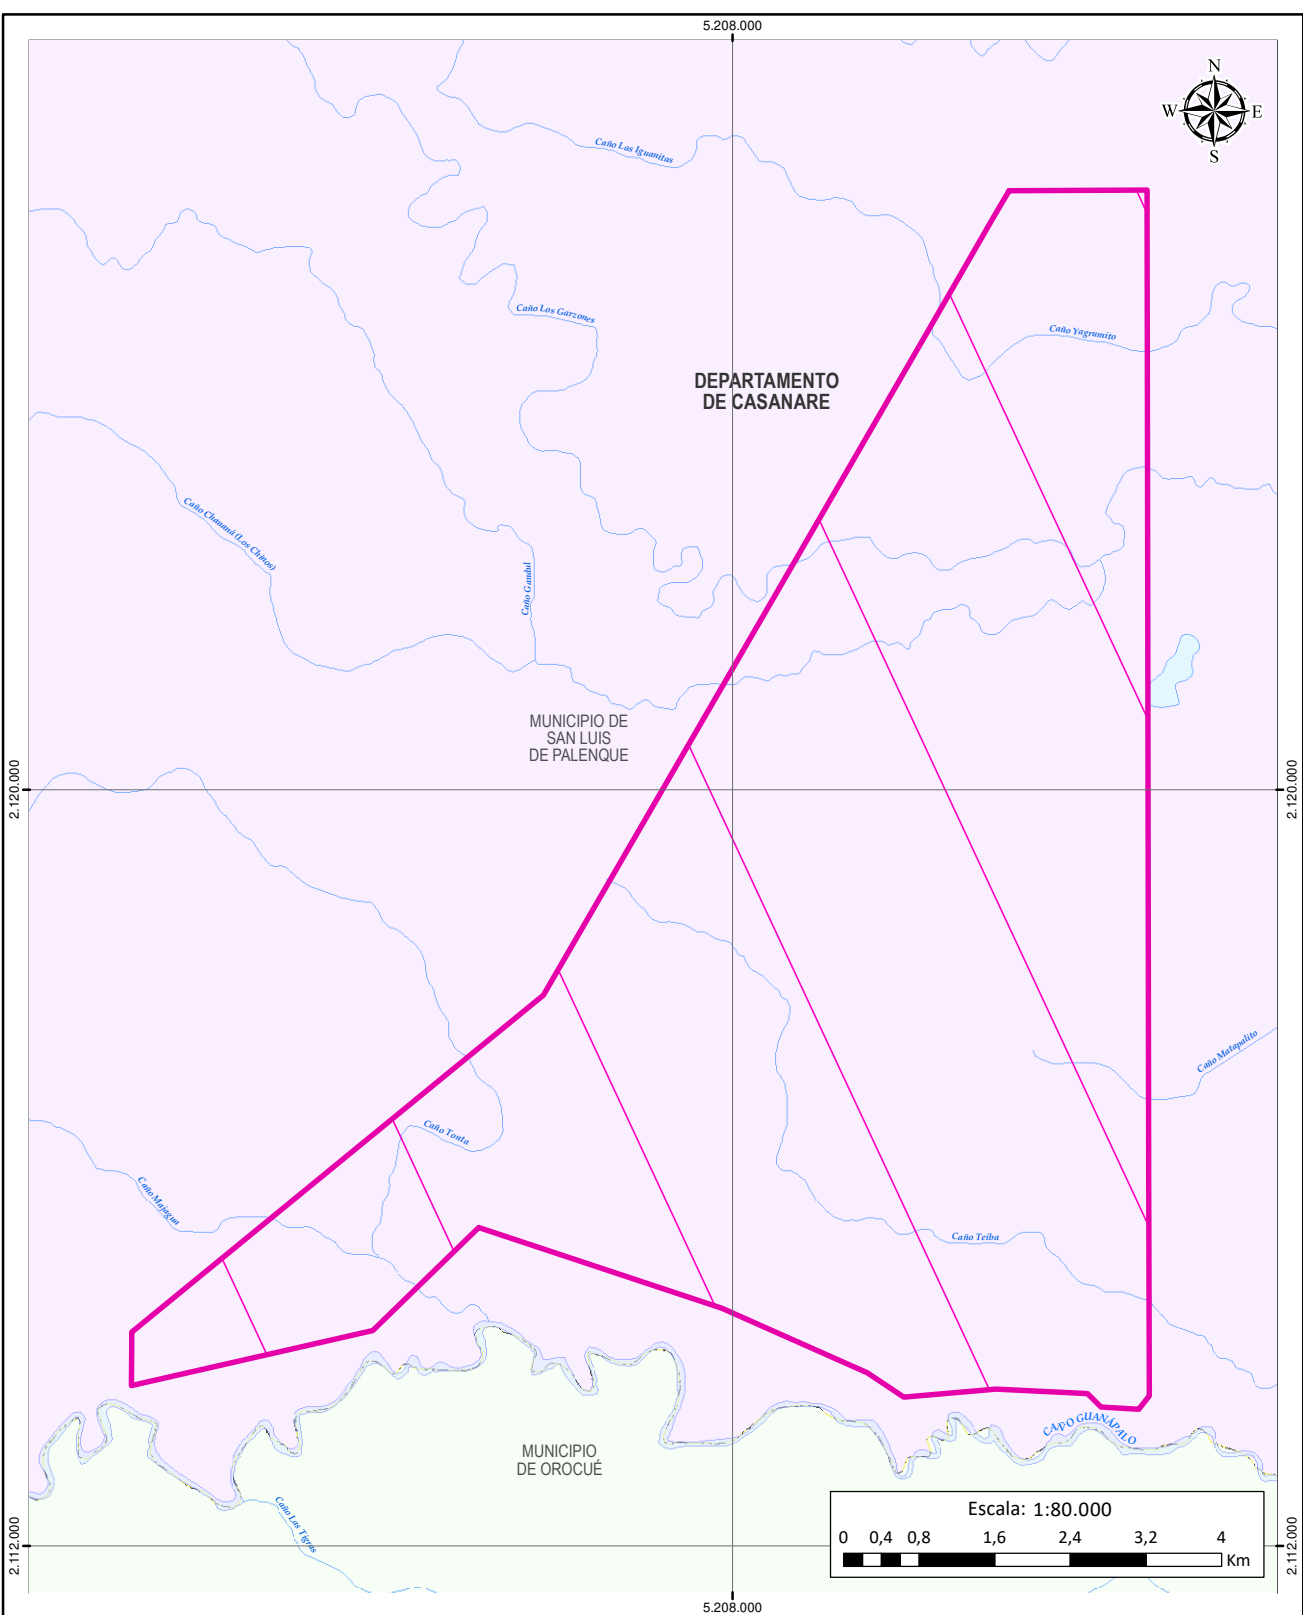 5.208.000
N
W
E
S
Caño Las Iguanitas
Caño Los Garzones
Caño Yagrumito
DEPARTAMENTO
DE CASANARE
Caño Chananá (Los Chinos)
Caño Gandul
MUNICIPIO DE
SAN LUIS
DE PALENQUE
2.120.000
2.120.000
Caño Matapalito
Caño Tonta
Caño Majagua
Caño Teiba
CAÑO GUANÁPALO
MUNICIPIO
DE OROCUÉ
Caño Las Tigras
Escala: 1:80.000
0 0,4 0,8 1,6 2,4 3,2 4
Km
2.112.000
2.112.000
5.208.000